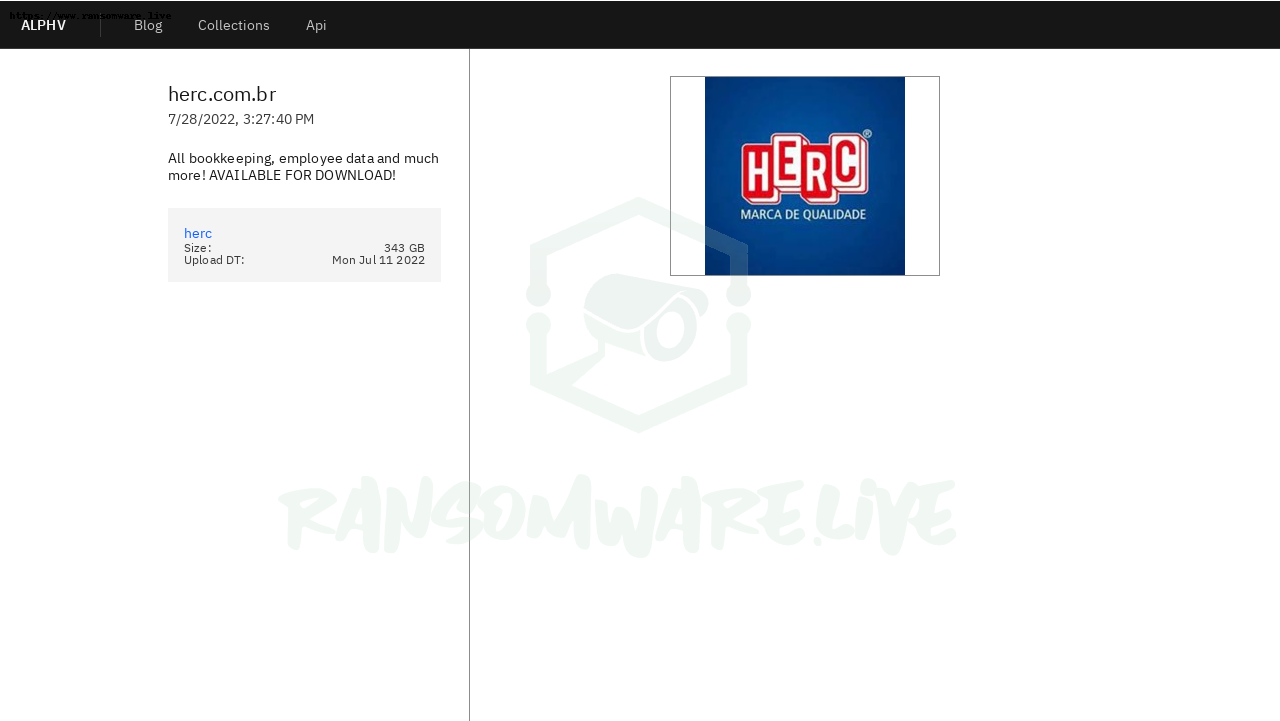 https://www.ransomware.live
ALPHV
Blog
Collections
Api
herc.com.br
7/28/2022, 3:27:40 PM
All bookkeeping, employee data and much
more! AVAILABLE FOR DOWNLOAD!
herc
Size: 343 GB
Upload DT: Mon Jul 11 2022
HERC ®
MARCA DE QUALIDADE
RANSOMWARE.LIVE